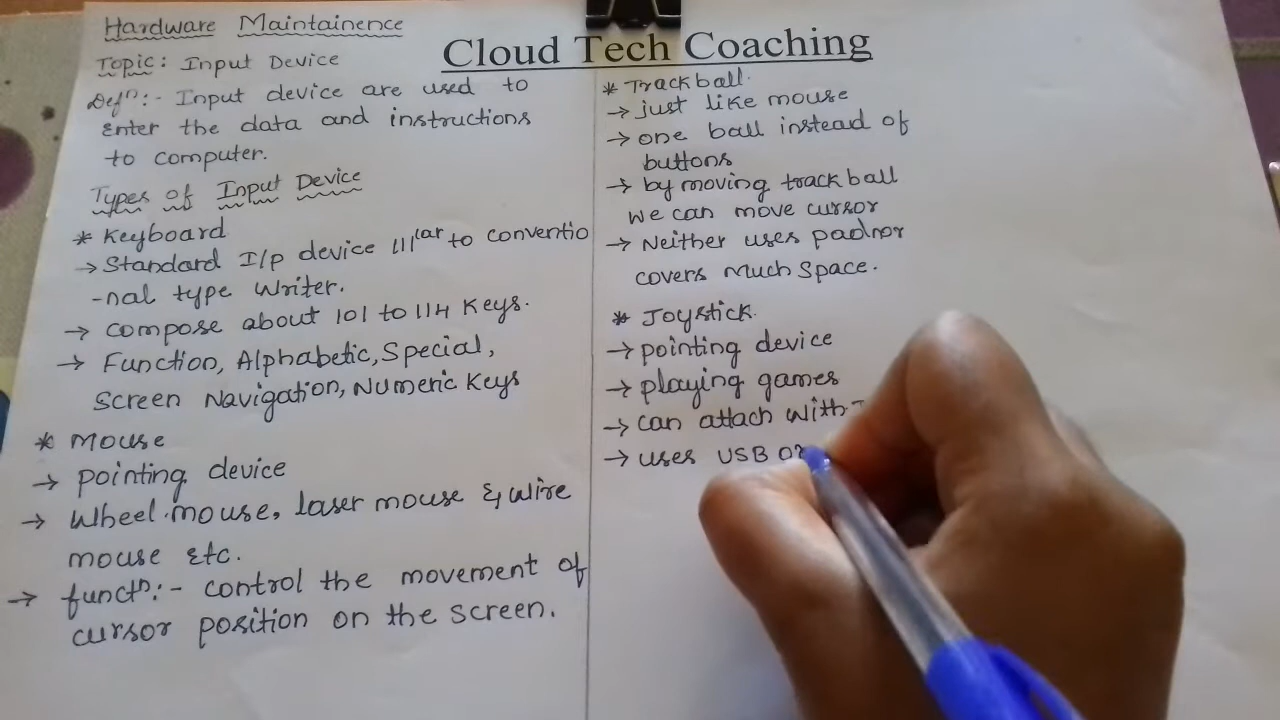 Hardware Maintainence
Cloud Tech Coaching
Topic: Input Device
Defⁿ:- Input device are used to
Enter the data and instructions
to computer.
Types of Input Device
* Keyboard
→ Standard I/p device lllˡᵃʳ to conventio
-nal type Writer.
→ Compose about 101 to 114 Keys.
→ Function, Alphabetic, Special,
Screen Navigation, Numeric Keys
* Mouse
→ pointing device
→ Wheel mouse, laser mouse & wire
mouse etc.
→ functⁿ:- control the movement of
cursor position on the screen.
* Trackball.
→ just like mouse
→ one ball instead of
buttons
→ by moving trackball
we can move cursor
→ Neither uses pad nor
covers Much Space.
* Joystick.
→ pointing device
→ playing games
→ can attach with
→ uses USB or